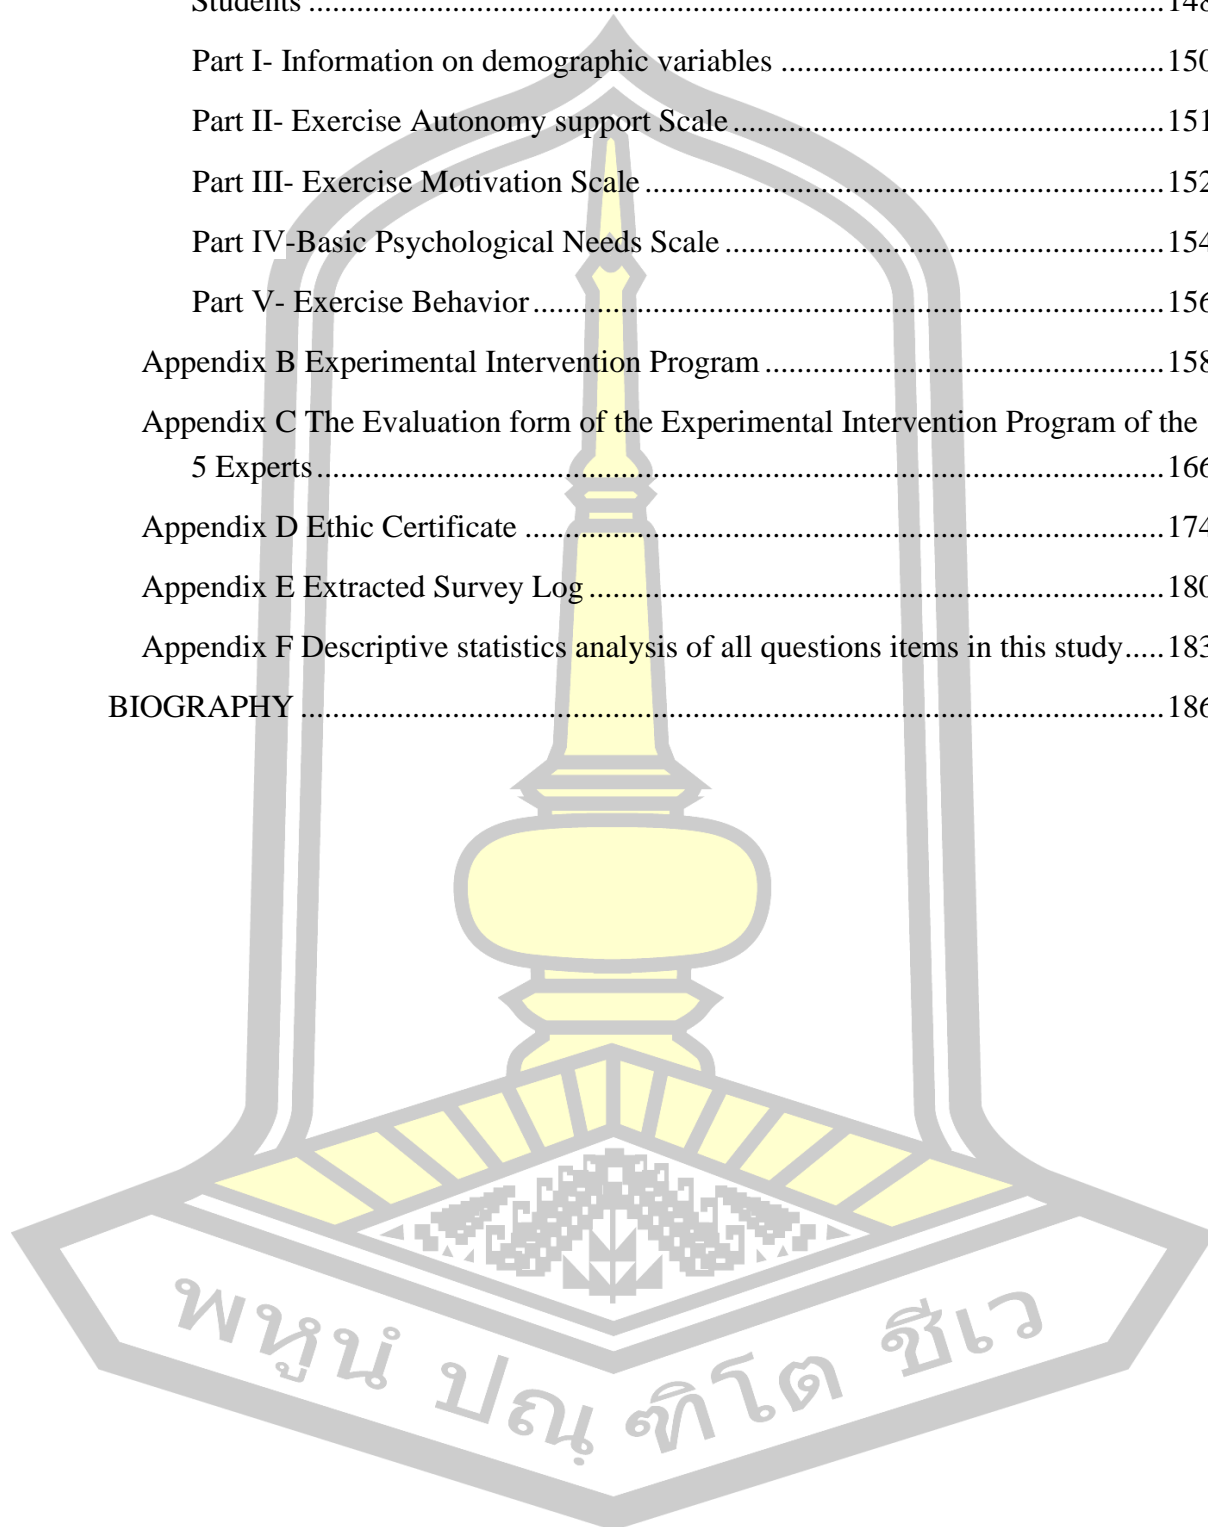 Students ........ 148
Part I- Information on demographic variables ........ 150
Part II- Exercise Autonomy support Scale ........ 151
Part III- Exercise Motivation Scale ........ 152
Part IV-Basic Psychological Needs Scale ........ 154
Part V- Exercise Behavior ........ 156
Appendix B Experimental Intervention Program ........ 158
Appendix C The Evaluation form of the Experimental Intervention Program of the
5 Experts ........ 166
Appendix D Ethic Certificate ........ 174
Appendix E Extracted Survey Log ........ 180
Appendix F Descriptive statistics analysis of all questions items in this study ..... 183
BIOGRAPHY ........ 186
พหูนํ ปณฺฑิโต ชีเว